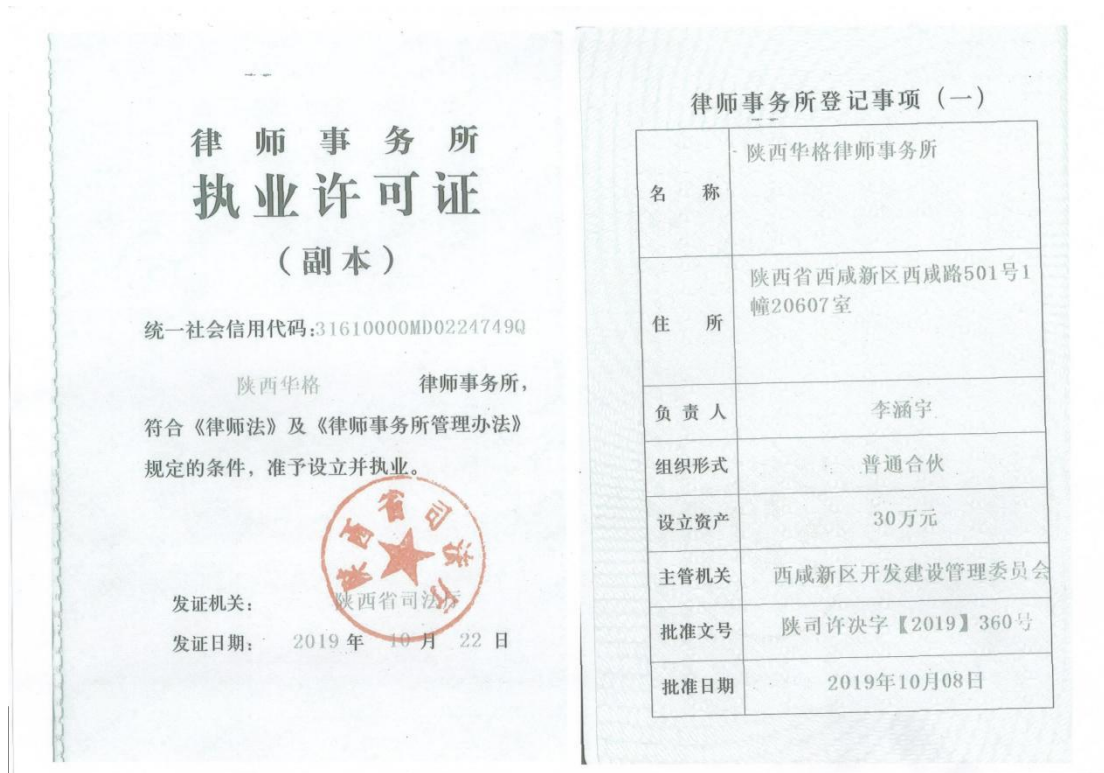 律师事务所
执业许可证
（副本）
统一社会信用代码:31610000MD0224749Q
陕西华格 律师事务所，
符合《律师法》及《律师事务所管理办法》
规定的条件，准予设立并执业。
陕西省司法厅
发证机关： 陕西省司法厅
发证日期： 2019 年 10 月 22 日
律师事务所登记事项（一）
名 称 陕西华格律师事务所
住 所 陕西省西咸新区西咸路501号1
幢20607室
负责人 李涵宇
组织形式 普通合伙
设立资产 30万元
主管机关 西咸新区开发建设管理委员会
批准文号 陕司许决字【2019】360号
批准日期 2019年10月08日